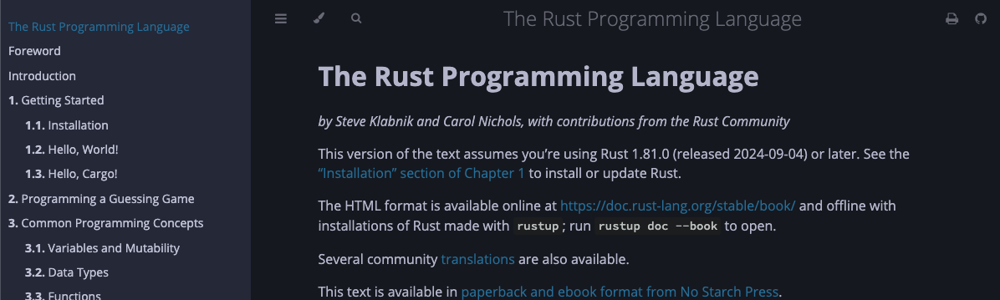 The Rust Programming Language
Foreword
Introduction
1. Getting Started
1.1. Installation
1.2. Hello, World!
1.3. Hello, Cargo!
2. Programming a Guessing Game
3. Common Programming Concepts
3.1. Variables and Mutability
3.2. Data Types
3.3. Functions
The Rust Programming Language
The Rust Programming Language
by Steve Klabnik and Carol Nichols, with contributions from the Rust Community
This version of the text assumes you’re using Rust 1.81.0 (released 2024-09-04) or later. See the
“Installation” section of Chapter 1 to install or update Rust.
The HTML format is available online at https://doc.rust-lang.org/stable/book/ and offline with
installations of Rust made with rustup; run rustup doc --book to open.
Several community translations are also available.
This text is available in paperback and ebook format from No Starch Press.